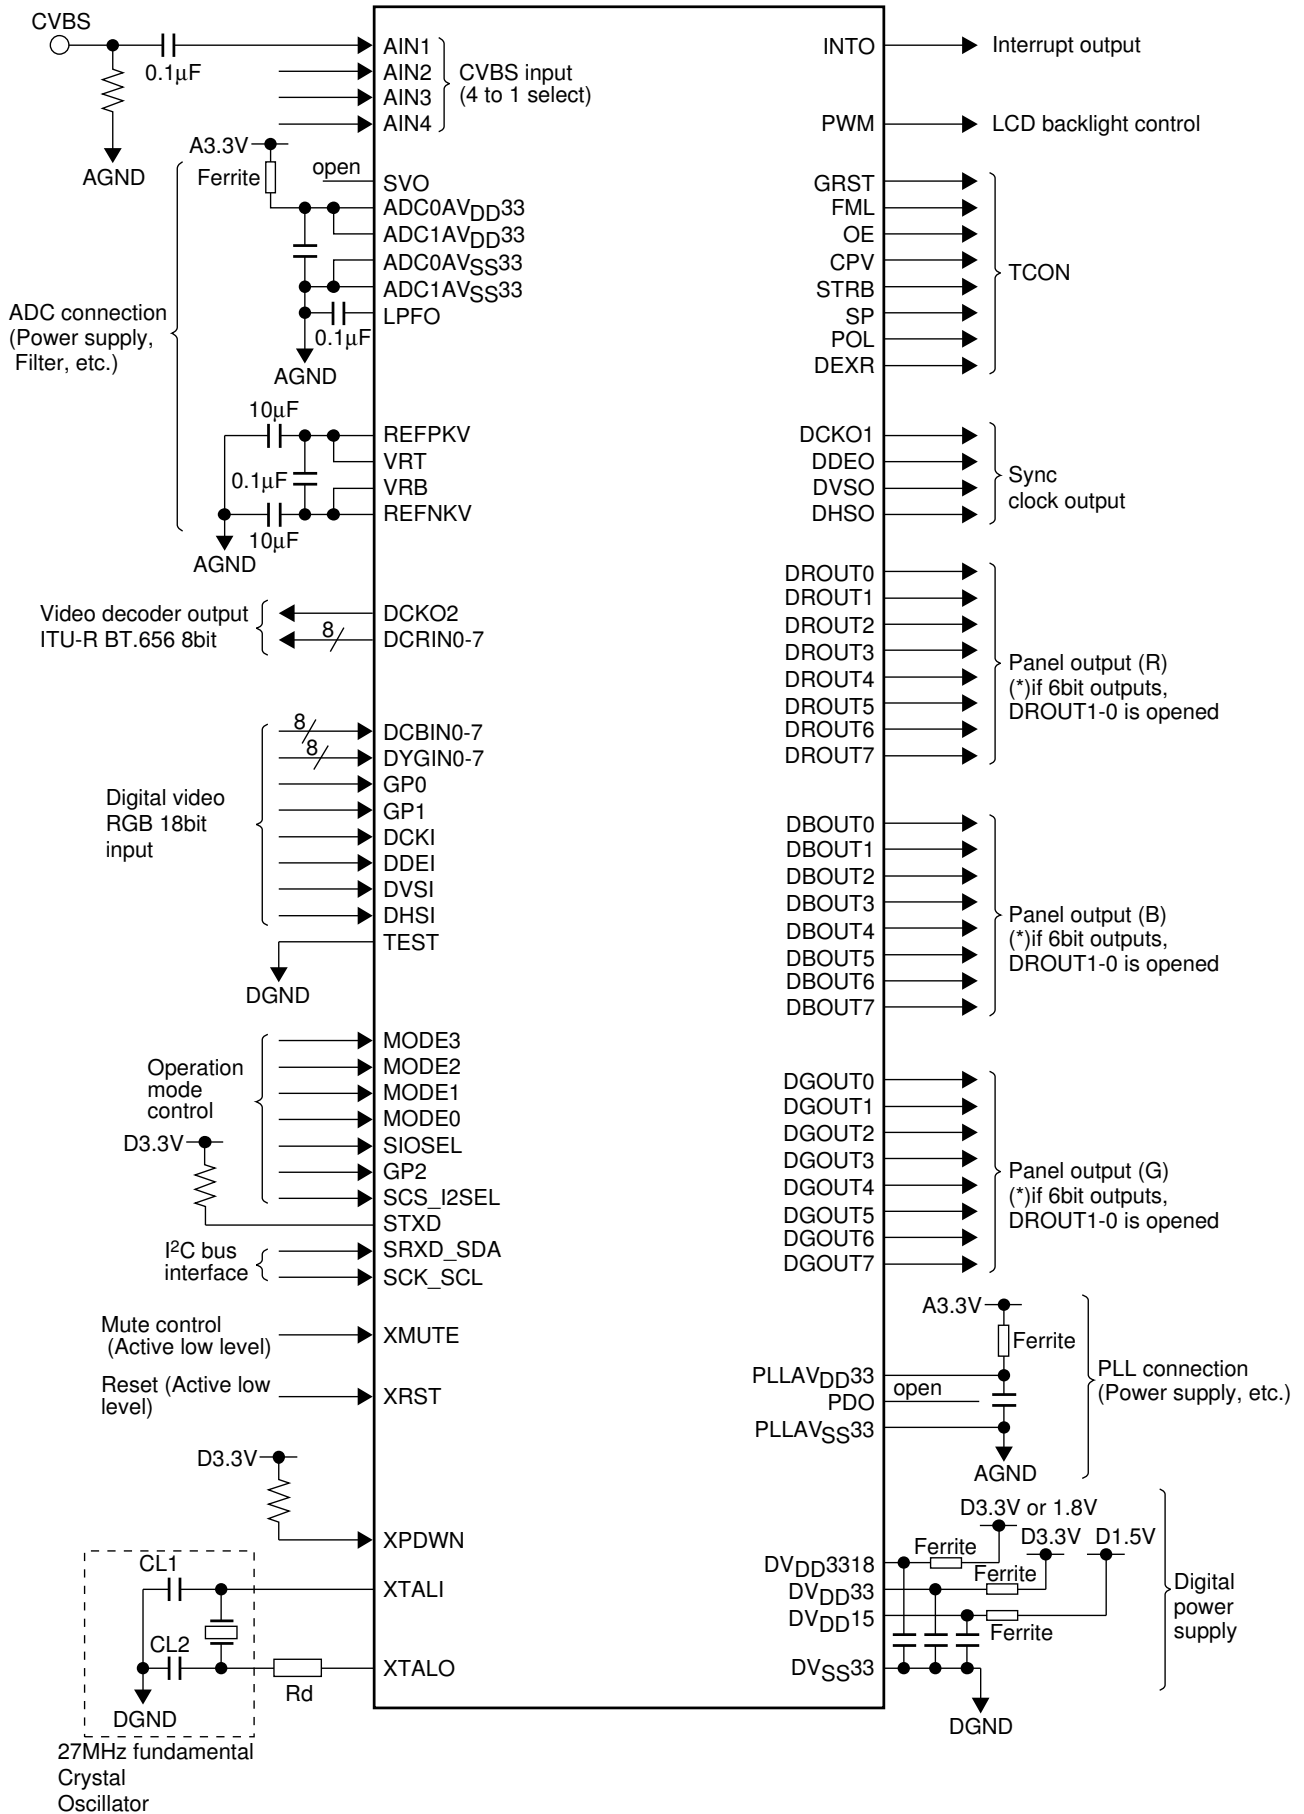 CVBS
0.1µF
AGND
AIN1
AIN2
AIN3
AIN4
CVBS input
(4 to 1 select)
A3.3V
Ferrite
open
SVO
ADC0AVDD33
ADC1AVDD33
ADC0AVSS33
ADC1AVSS33
LPFO
0.1µF
AGND
ADC connection
(Power supply,
Filter, etc.)
10µF
REFPKV
VRT
0.1µF
VRB
REFNKV
10µF
AGND
Video decoder output
ITU-R BT.656 8bit
DCKO2
8
DCRIN0-7
8
DCBIN0-7
8
DYGIN0-7
GP0
GP1
DCKI
DDEI
DVSI
DHSI
TEST
Digital video
RGB 18bit
input
DGND
MODE3
MODE2
MODE1
MODE0
SIOSEL
GP2
SCS_I2SEL
STXD
Operation
mode
control
D3.3V
I²C bus
interface
SRXD_SDA
SCK_SCL
Mute control
(Active low level)
XMUTE
Reset (Active low
level)
XRST
D3.3V
XPDWN
CL1
XTALI
CL2
XTALO
Rd
DGND
27MHz fundamental
Crystal
Oscillator
INTO
Interrupt output
PWM
LCD backlight control
GRST
FML
OE
CPV
STRB
SP
POL
DEXR
TCON
DCKO1
DDEO
DVSO
DHSO
Sync
clock output
DROUT0
DROUT1
DROUT2
DROUT3
DROUT4
DROUT5
DROUT6
DROUT7
Panel output (R)
(*)if 6bit outputs,
DROUT1-0 is opened
DBOUT0
DBOUT1
DBOUT2
DBOUT3
DBOUT4
DBOUT5
DBOUT6
DBOUT7
Panel output (B)
(*)if 6bit outputs,
DROUT1-0 is opened
DGOUT0
DGOUT1
DGOUT2
DGOUT3
DGOUT4
DGOUT5
DGOUT6
DGOUT7
Panel output (G)
(*)if 6bit outputs,
DROUT1-0 is opened
A3.3V
Ferrite
PLLAVDD33
open
PDO
PLLAVSS33
AGND
PLL connection
(Power supply, etc.)
D3.3V or 1.8V
D3.3V
D1.5V
Ferrite
DVDD3318
Ferrite
DVDD33
DVDD15
Ferrite
DVSS33
DGND
Digital
power
supply